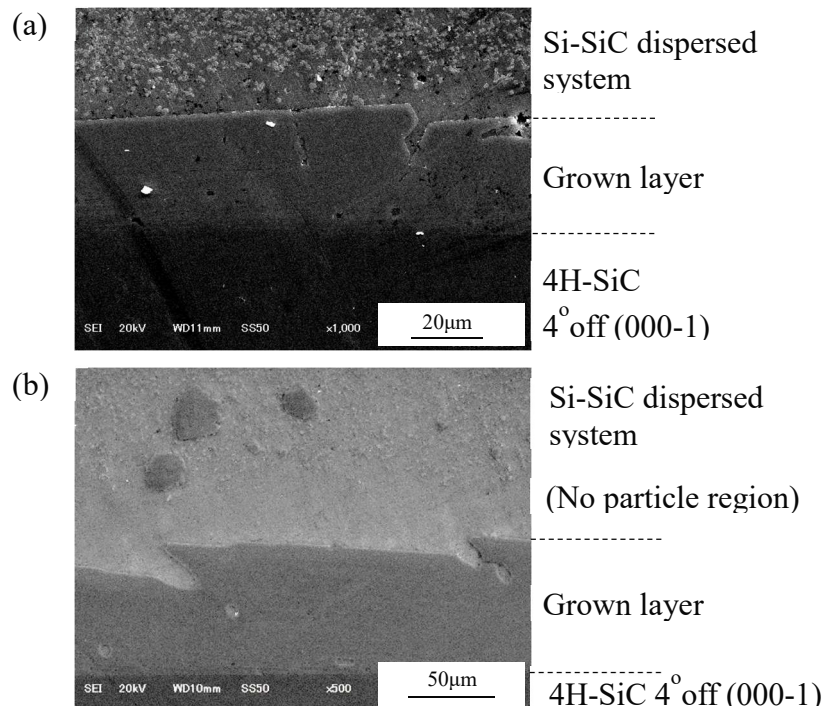 (a)
Si-SiC dispersed
system
Grown layer
4H-SiC
4°off (000-1)
SEI 20kV WD11mm SS50 x1,000 20μm
(b)
Si-SiC dispersed
system
(No particle region)
Grown layer
4H-SiC 4°off (000-1)
SEI 20kV WD10mm SS50 x500 50μm